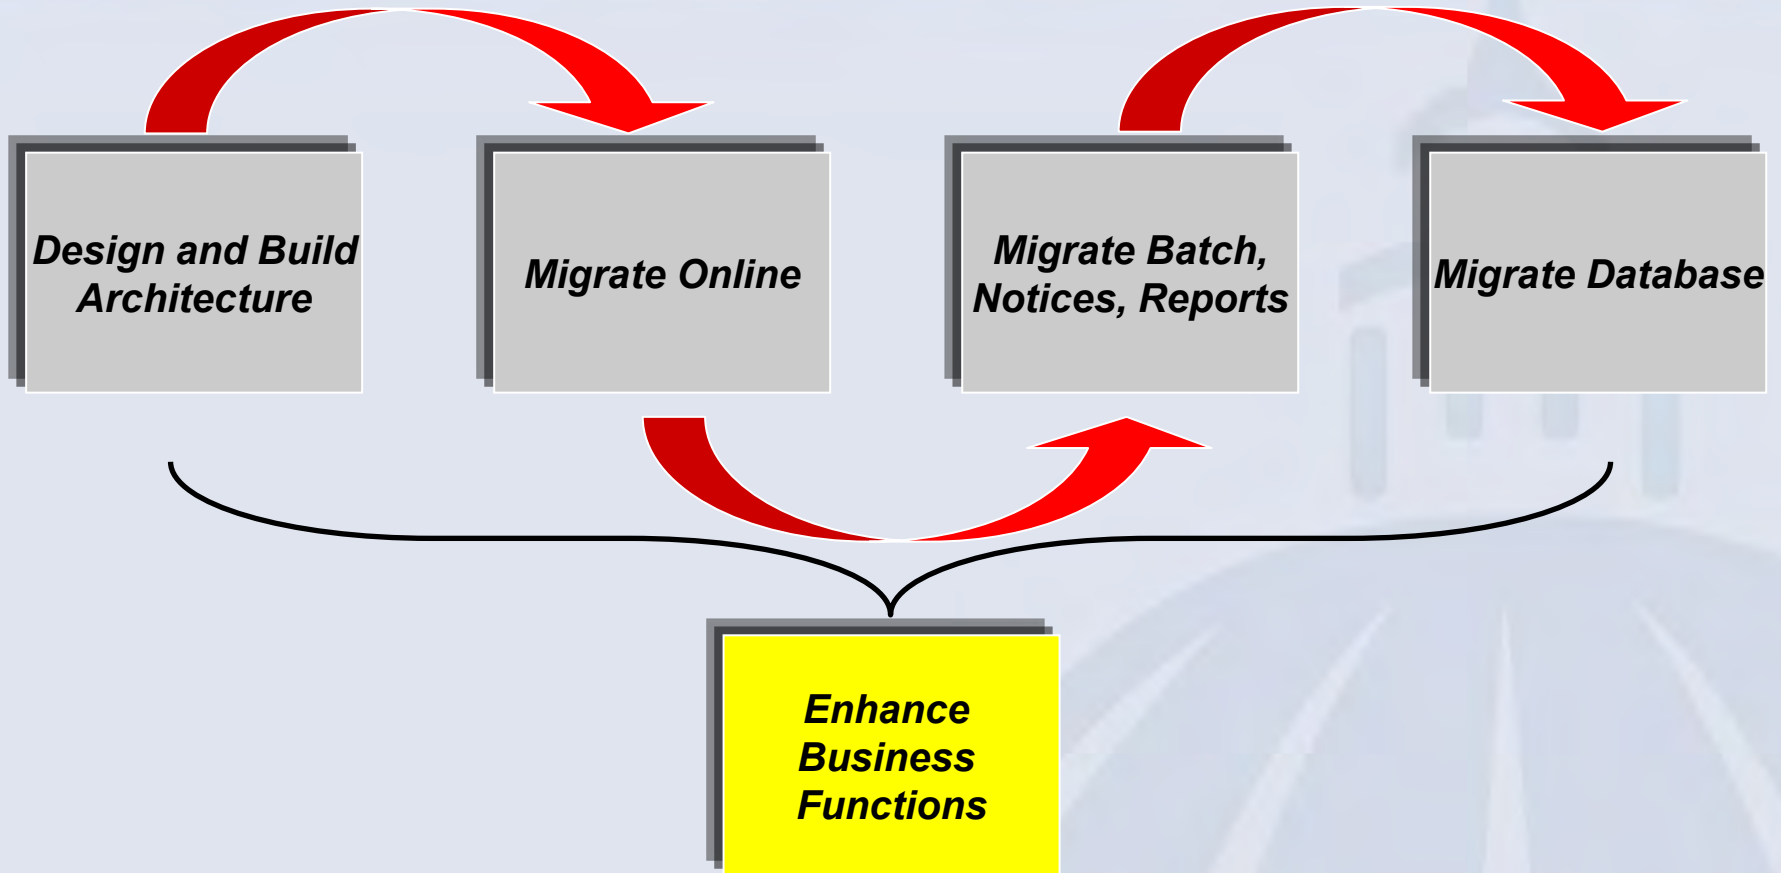 Design and Build
Architecture
Migrate Online
Migrate Batch,
Notices, Reports
Migrate Database
Enhance
Business
Functions